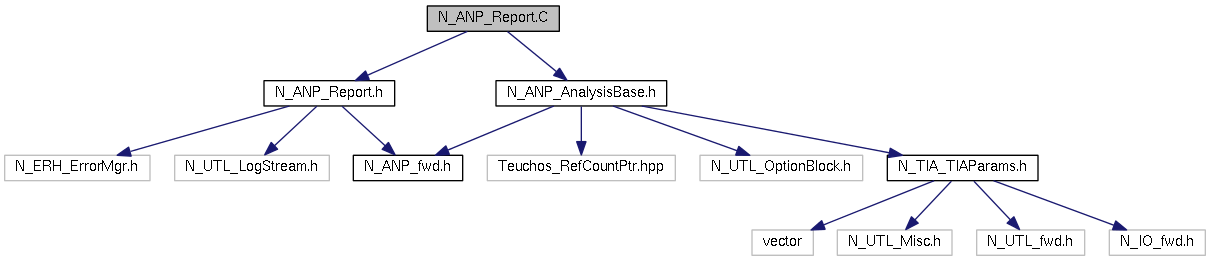 N_ANP_Report.C
N_ANP_Report.h
N_ANP_AnalysisBase.h
N_ERH_ErrorMgr.h
N_UTL_LogStream.h
N_ANP_fwd.h
Teuchos_RefCountPtr.hpp
N_UTL_OptionBlock.h
N_TIA_TIAParams.h
vector
N_UTL_Misc.h
N_UTL_fwd.h
N_IO_fwd.h